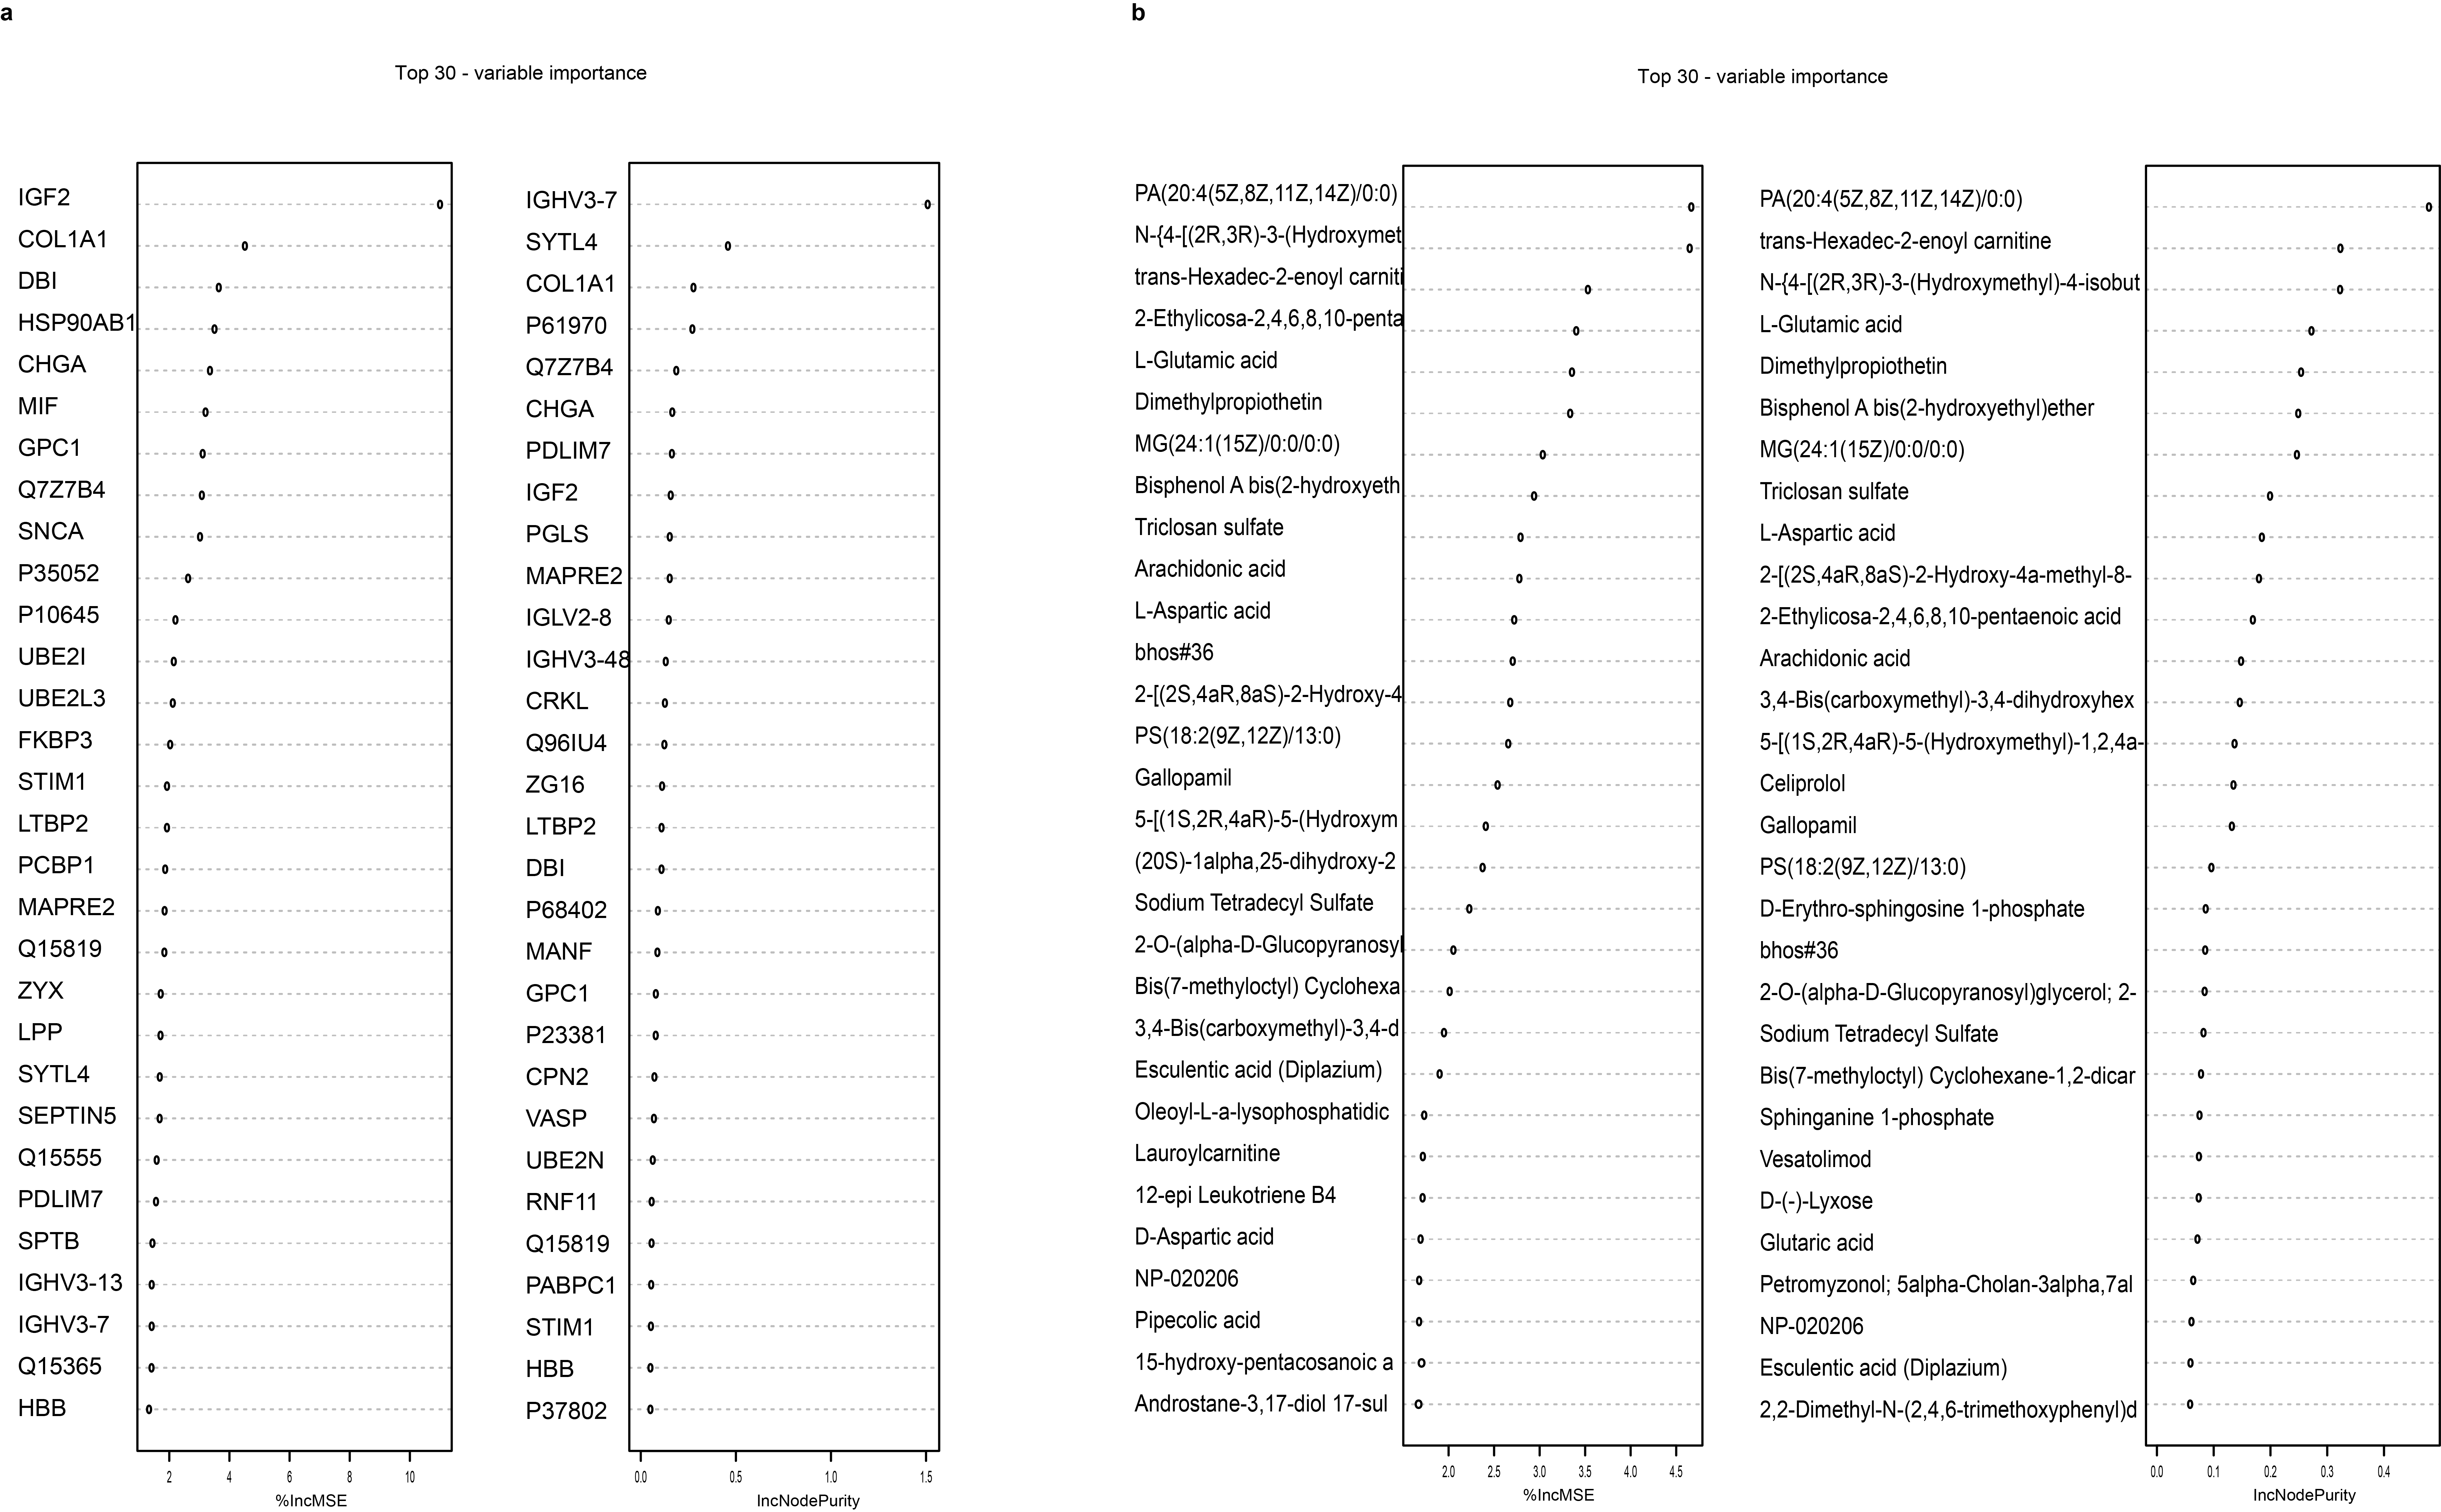 a
Top 30 - variable importance
IGF2
COL1A1
DBI
HSP90AB1
CHGA
MIF
GPC1
Q7Z7B4
SNCA
P35052
P10645
UBE2I
UBE2L3
FKBP3
STIM1
LTBP2
PCBP1
MAPRE2
Q15819
ZYX
LPP
SYTL4
SEPTIN5
Q15555
PDLIM7
SPTB
IGHV3-13
IGHV3-7
Q15365
HBB
2 4 6 8 10
%IncMSE
IGHV3-7
SYTL4
COL1A1
P61970
Q7Z7B4
CHGA
PDLIM7
IGF2
PGLS
MAPRE2
IGLV2-8
IGHV3-48
CRKL
Q96IU4
ZG16
LTBP2
DBI
P68402
MANF
GPC1
P23381
CPN2
VASP
UBE2N
RNF11
Q15819
PABPC1
STIM1
HBB
P37802
0.0 0.5 1.0 1.5
IncNodePurity
b
Top 30 - variable importance
PA(20:4(5Z,8Z,11Z,14Z)/0:0)
N-{4-[(2R,3R)-3-(Hydroxymet
trans-Hexadec-2-enoyl carniti
2-Ethylicosa-2,4,6,8,10-penta
L-Glutamic acid
Dimethylpropiothetin
MG(24:1(15Z)/0:0/0:0)
Bisphenol A bis(2-hydroxyeth
Triclosan sulfate
Arachidonic acid
L-Aspartic acid
bhos#36
2-[(2S,4aR,8aS)-2-Hydroxy-4
PS(18:2(9Z,12Z)/13:0)
Gallopamil
5-[(1S,2R,4aR)-5-(Hydroxym
(20S)-1alpha,25-dihydroxy-2
Sodium Tetradecyl Sulfate
2-O-(alpha-D-Glucopyranosyl
Bis(7-methyloctyl) Cyclohexa
3,4-Bis(carboxymethyl)-3,4-d
Esculentic acid (Diplazium)
Oleoyl-L-a-lysophosphatidic
Lauroylcarnitine
12-epi Leukotriene B4
D-Aspartic acid
NP-020206
Pipecolic acid
15-hydroxy-pentacosanoic a
Androstane-3,17-diol 17-sul
2.0 2.5 3.0 3.5 4.0 4.5
%IncMSE
PA(20:4(5Z,8Z,11Z,14Z)/0:0)
trans-Hexadec-2-enoyl carnitine
N-{4-[(2R,3R)-3-(Hydroxymethyl)-4-isobut
L-Glutamic acid
Dimethylpropiothetin
Bisphenol A bis(2-hydroxyethyl)ether
MG(24:1(15Z)/0:0/0:0)
Triclosan sulfate
L-Aspartic acid
2-[(2S,4aR,8aS)-2-Hydroxy-4a-methyl-8-
2-Ethylicosa-2,4,6,8,10-pentaenoic acid
Arachidonic acid
3,4-Bis(carboxymethyl)-3,4-dihydroxyhex
5-[(1S,2R,4aR)-5-(Hydroxymethyl)-1,2,4a-
Celiprolol
Gallopamil
PS(18:2(9Z,12Z)/13:0)
D-Erythro-sphingosine 1-phosphate
bhos#36
2-O-(alpha-D-Glucopyranosyl)glycerol; 2-
Sodium Tetradecyl Sulfate
Bis(7-methyloctyl) Cyclohexane-1,2-dicar
Sphinganine 1-phosphate
Vesatolimod
D-(-)-Lyxose
Glutaric acid
Petromyzonol; 5alpha-Cholan-3alpha,7al
NP-020206
Esculentic acid (Diplazium)
2,2-Dimethyl-N-(2,4,6-trimethoxyphenyl)d
0.0 0.1 0.2 0.3 0.4
IncNodePurity